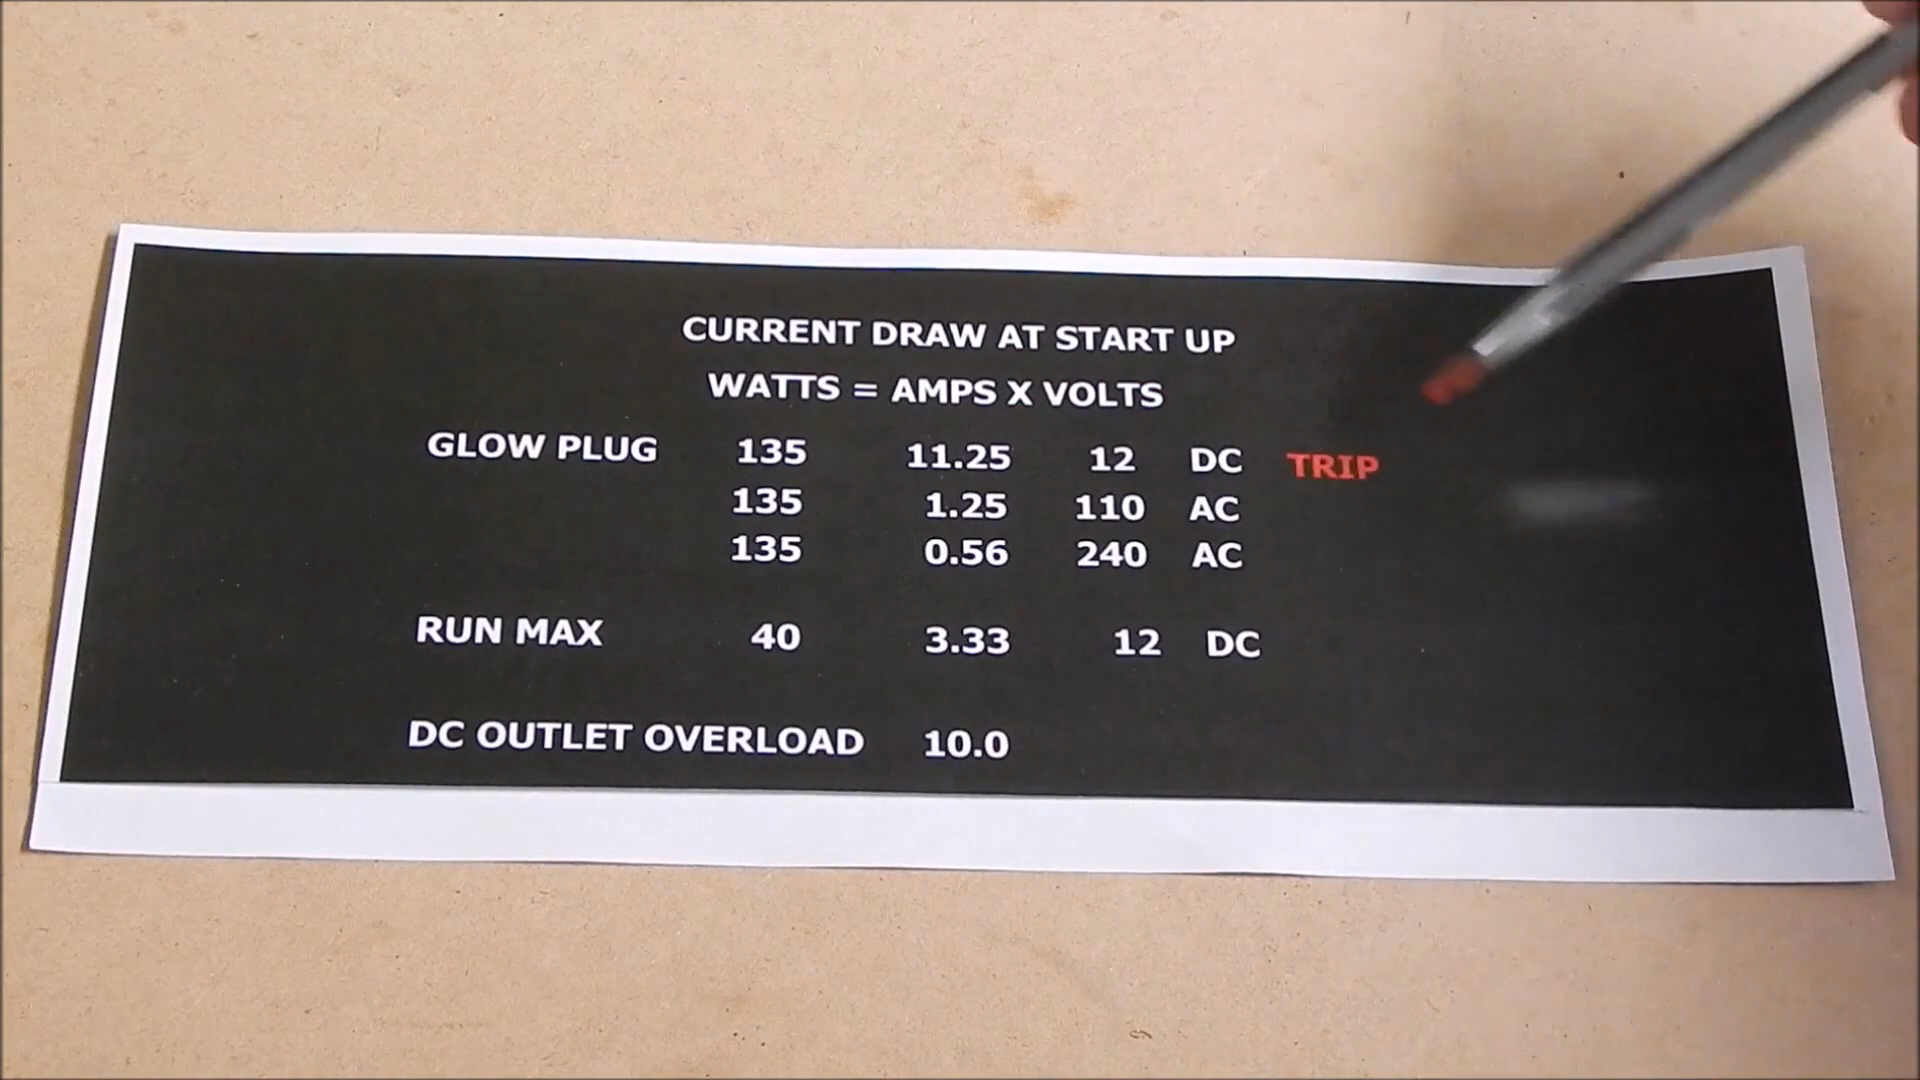 CURRENT DRAW AT START UP
WATTS = AMPS X VOLTS
GLOW PLUG 135 11.25 12 DC TRIP
135 1.25 110 AC
135 0.56 240 AC
RUN MAX 40 3.33 12 DC
DC OUTLET OVERLOAD 10.0